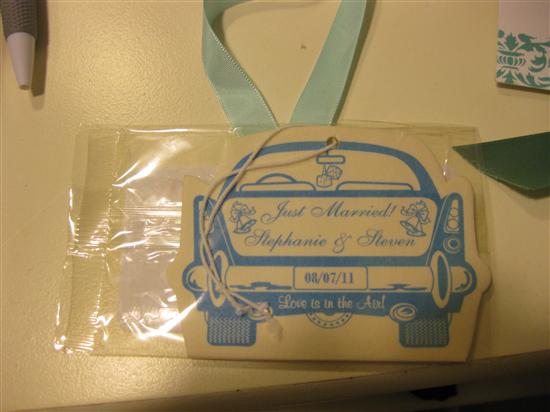 Just Married!
Stephanie & Steven
08/07/11
Love is in the Air!